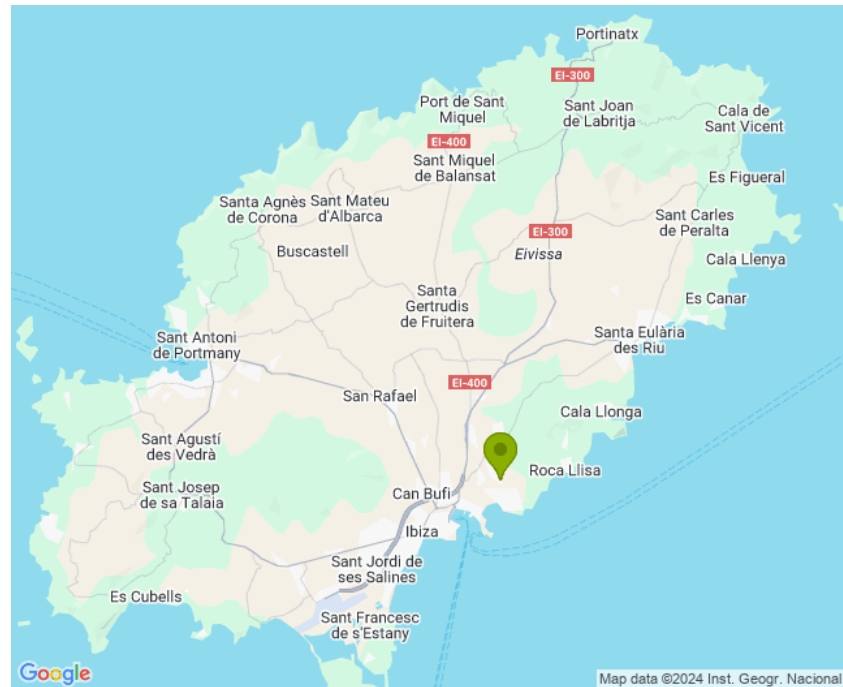 Portinatx
EI-300
Port de Sant
Miquel
Sant Joan
de Labritja
Cala de
Sant Vicent
EI-400
Sant Miquel
de Balansat
Es Figueral
Santa Agnès
de Corona
Sant Mateu
d'Albarca
Sant Carles
de Peralta
EI-300
Buscastell
Eivissa
Cala Llenya
Santa
Gertrudis
de Fruitera
Es Canar
Sant Antoni
de Portmany
Santa Eulària
des Riu
EI-400
San Rafael
Cala Llonga
Sant Agustí
des Vedrà
Roca Llisa
Sant Josep
de sa Talaia
Can Bufi
Ibiza
Sant Jordi de
ses Salines
Es Cubells
Sant Francesc
de s'Estany
Google
Map data ©2024 Inst. Geogr. Nacional